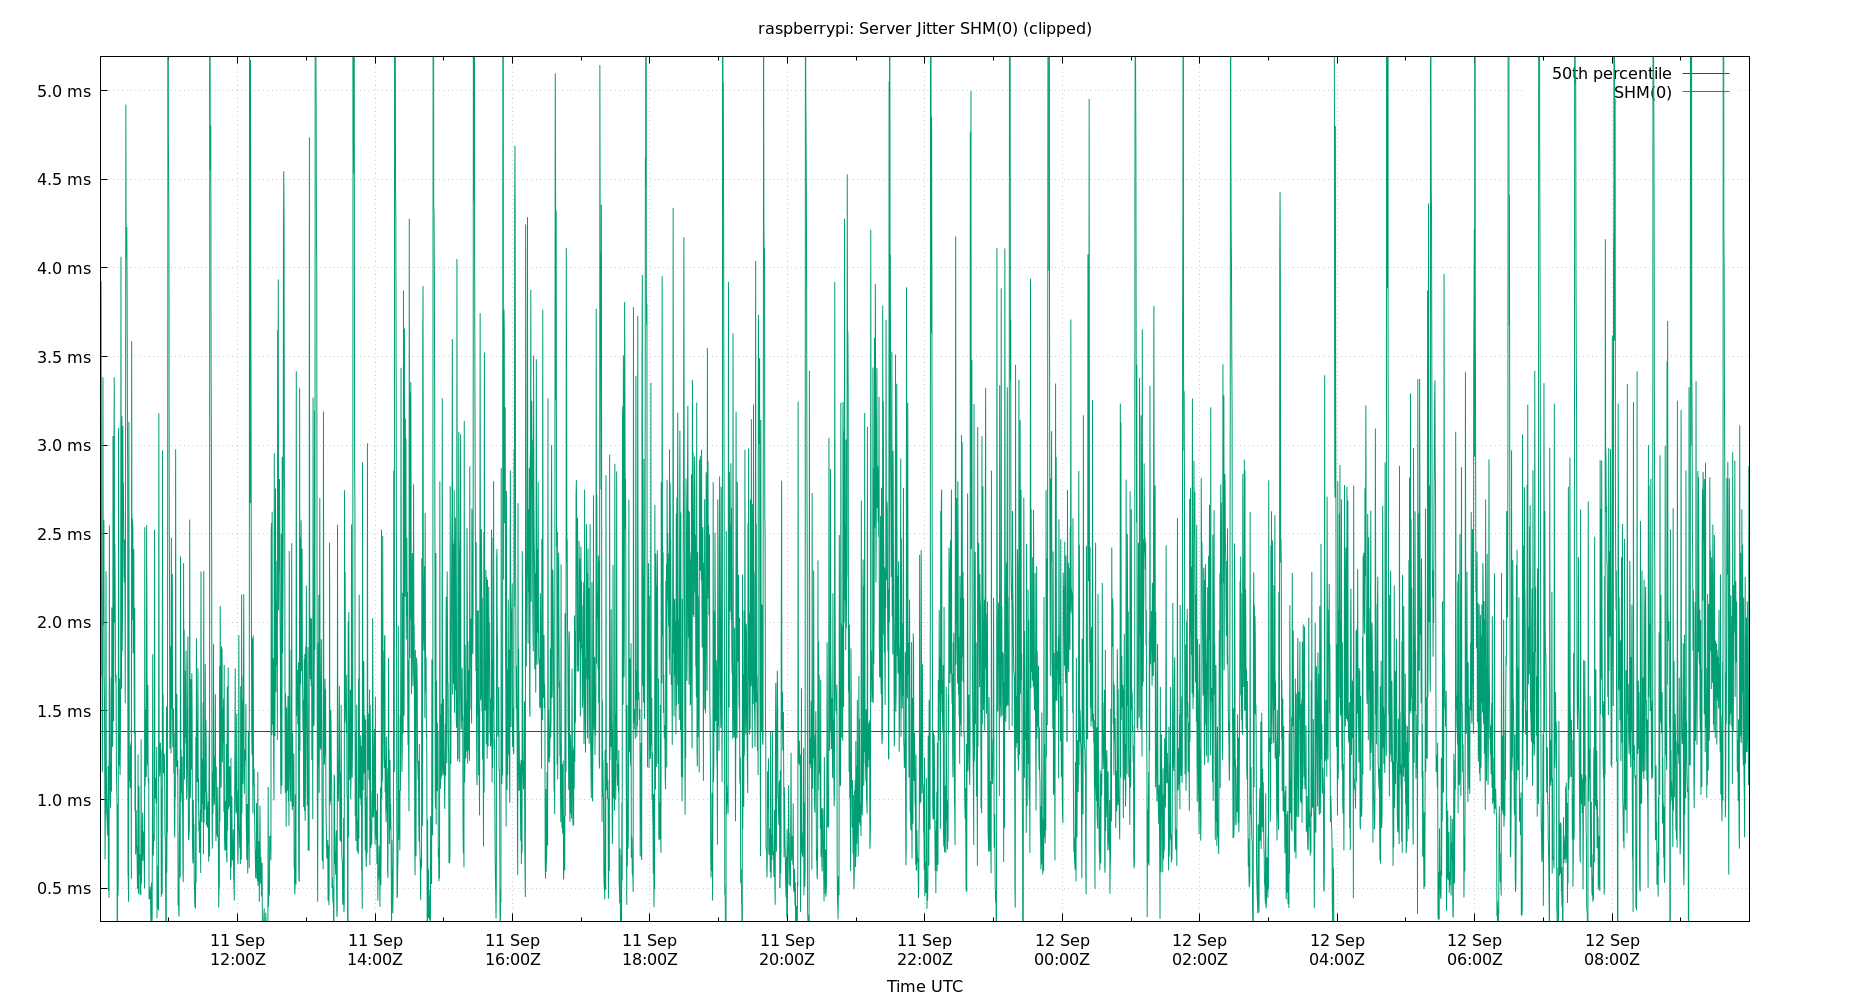 raspberrypi: Server Jitter SHM(0) (clipped)
50th percentile
SHM(0)
5.0 ms
4.5 ms
4.0 ms
3.5 ms
3.0 ms
2.5 ms
2.0 ms
1.5 ms
1.0 ms
0.5 ms
11 Sep 11 Sep 11 Sep 11 Sep 11 Sep 11 Sep 12 Sep 12 Sep 12 Sep 12 Sep 12 Sep
12:00Z 14:00Z 16:00Z 18:00Z 20:00Z 22:00Z 00:00Z 02:00Z 04:00Z 06:00Z 08:00Z
Time UTC